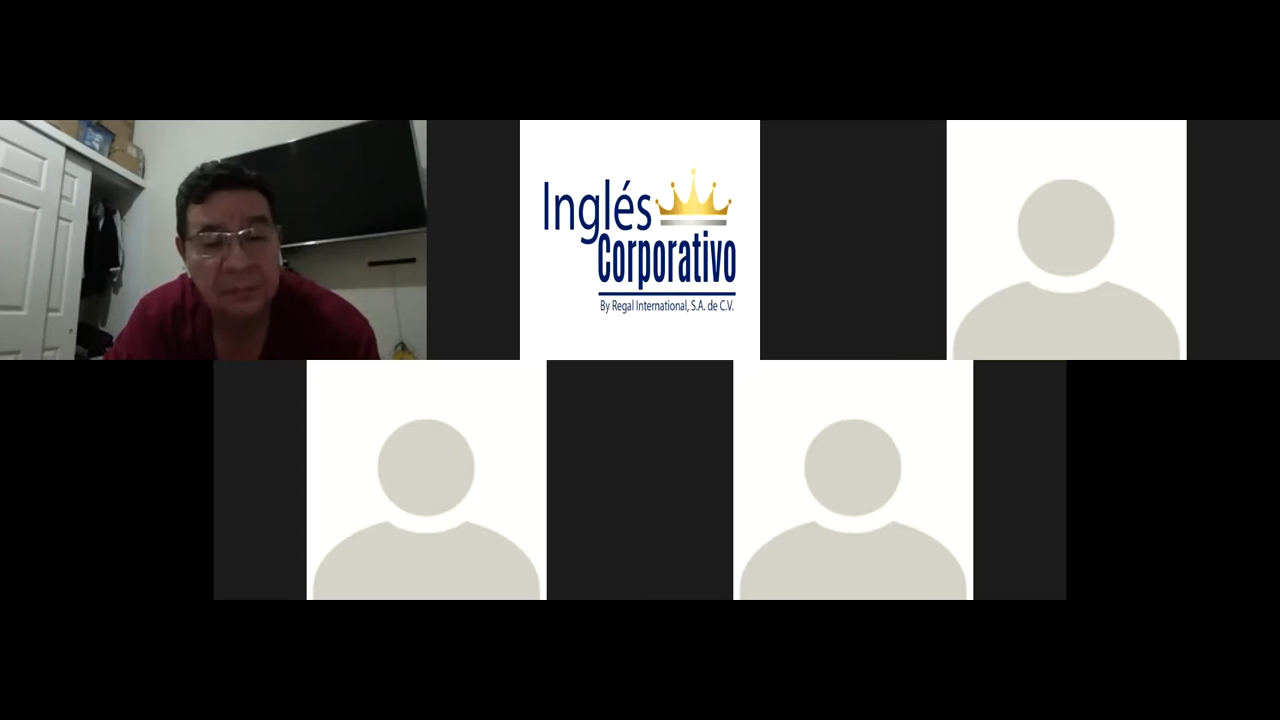 Inglés
Corporativo
By Regal International, S.A. de C.V.